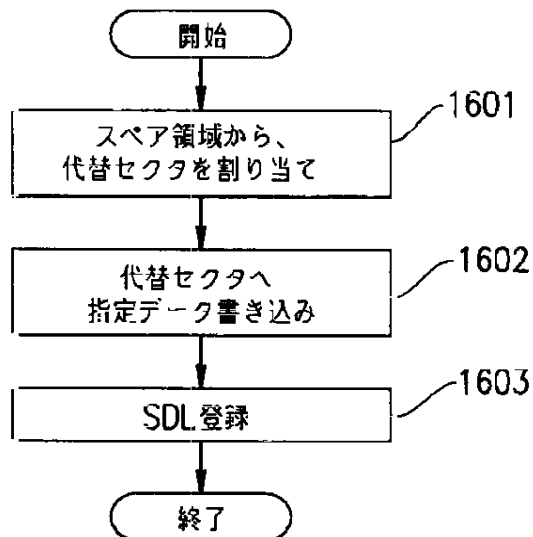 開始
1601
スペア領域から、
代替セクタを割り当て
1602
代替セクタへ
指定データ書き込み
1603
SDL登録
終了